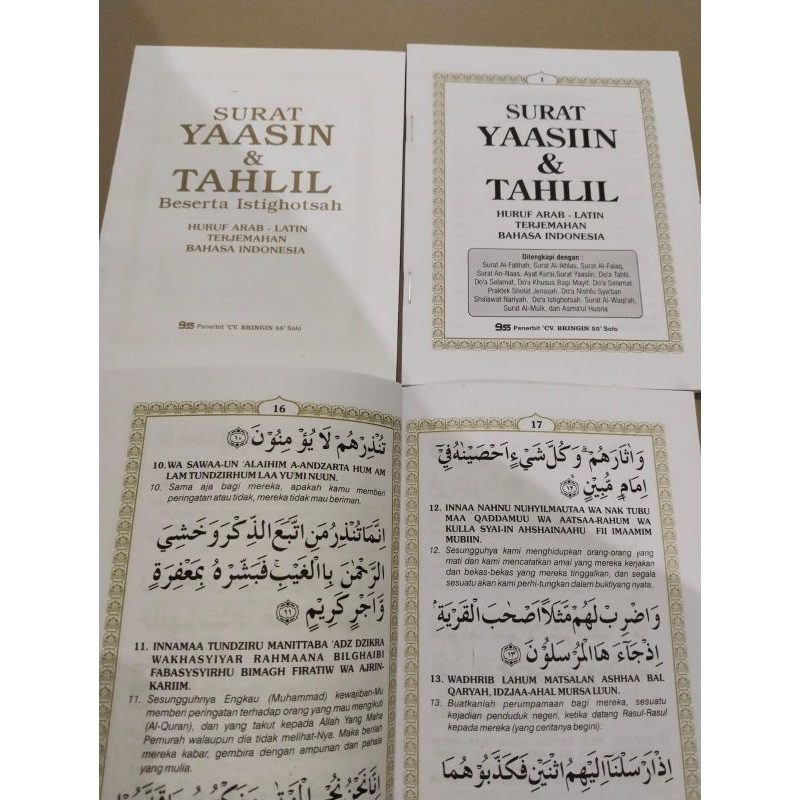 SURAT
YAASIN
&
TAHLIL
Beserta Istighotsah
HURUF ARAB - LATIN
TERJEMAHAN
BAHASA INDONESIA
Penerbit 'CV. BRINGIN 55' Solo
1
SURAT
YAASIIN
&
TAHLIL
HURUF ARAB - LATIN
TERJEMAHAN
BAHASA INDONESIA
Dilengkapi dengan :
Surat Al-Fatihah, Surat Al-Ikhlas, Surat Al-Falaq,
Surat An-Naas, Ayat Kursi, Surat Yaasiin, Do'a Tahlil,
Do'a Selamat, Do'a Khusus Bagi Mayit, Do'a Selamat,
Praktek Sholat Jenazah, Do'a Nishfu Sya'ban
Shalawat Nariyah, Do'a Istighotsah, Surat Al-Waqi'ah,
Surat Al-Mulk, dan Asma'ul Husna
Penerbit 'CV. BRINGIN 55' Solo
16
تُنْذِرْهُمْ لَا يُؤْمِنُوْنَ ۝١٠
10. WA SAWAA-UN 'ALAIHIM A-ANDZARTA HUM AM
LAM TUNDZIRHUM LAA YU'MI NUUN.
10. Sama aja bagi mereka, apakah kamu memberi
peringatan atau tidak, mereka tidak mau beriman.
اِنَّمَا تُنْذِرُ مَنِ اتَّبَعَ الذِّكْرَ وَخَشِيَ
الرَّحْمٰنَ بِالْغَيْبِ فَبَشِّرْهُ بِمَغْفِرَةٍ
وَّاَجْرٍ كَرِيْمٍ ۝١١
11. INNAMAA TUNDZIRU MANITTABA 'ADZ DZIKRA
WAKHASYIYAR RAHMAANA BILGHAIBI
FABASYSYIRHU BIMAGH FIRATIW WA AJRIN-
KARIIM.
11. Sesungguhnya Engkau (Muhammad) kewajiban-Mu
memberi peringatan terhadap orang yang mau mengikuti
(Al-Quran), dan yang takut kepada Allah Yang Maha
Pemurah walaupun dia tidak melihat-Nya. Maka berilah
mereka kabar, gembira dengan ampunan dan pahala
yang mulia.
17
وَاٰثَارَهُمْ وَكُلَّ شَيْءٍ اَحْصَيْنٰهُ فِيْٓ
اِمَامٍ مُّبِيْنٍ ۝١٢
12. INNAA NAHNU NUHYILMAUTAA WA NAK TUBU
MAA QADDAMUU WA AATSAA-RAHUM WA
KULLA SYAI-IN AHSHAINAAHU FII IMAAMIM
MUBIIN.
12. Sesungguhnya kami menghidupkan orang-orang yang
mati dan kami mencatatkan amal yang mereka kerjakan
dan bekas-bekas yang mereka tinggalkan, dan segala
sesuatu akan kami perhi-tungkan dalam buktiyang nyata.
وَاضْرِبْ لَهُمْ مَّثَلًا اَصْحٰبَ الْقَرْيَةِ
اِذْ جَآءَ هَا الْمُرْسَلُوْنَ ۝١٣
13. WADHRIB LAHUM MATSALAN ASHHAA BAL
QARYAH, IDZJAA-AHAL MURSA LUUN.
13. Buatkanlah perumpamaan bagi mereka, sesuatu
kejadian penduduk negeri, ketika datang Rasul-Rasul
kepada mereka (yang ceritanya begini):
اِذْ اَرْسَلْنَا اِلَيْهِمُ اثْنَيْنِ فَكَذَّبُوْهُمَا